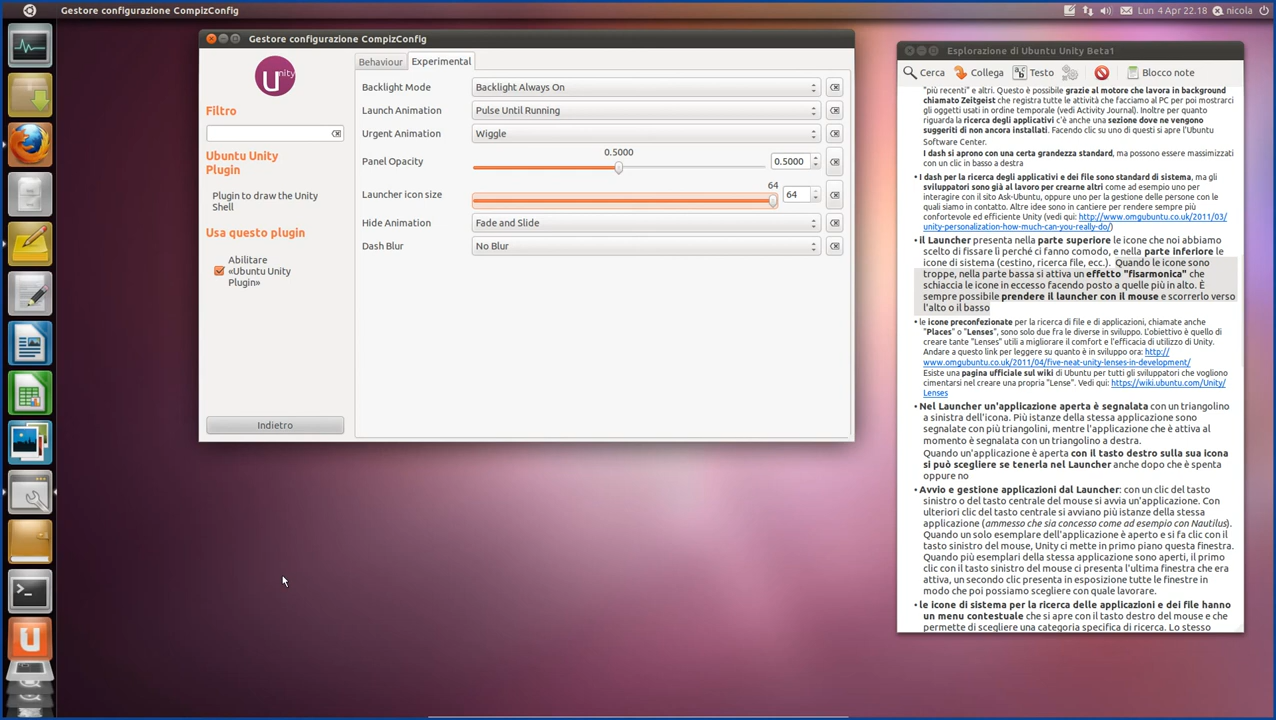 Gestore configurazione CompizConfig
Lun 4 Apr 22.18
nicola
Gestore configurazione CompizConfig
unity
Filtro
Ubuntu Unity
Plugin
Plugin to draw the Unity
Shell
Usa questo plugin
Abilitare
«Ubuntu Unity
Plugin»
Indietro
Behaviour
Experimental
Backlight Mode
Backlight Always On
Launch Animation
Pulse Until Running
Urgent Animation
Wiggle
Panel Opacity
0.5000
0.5000
Launcher icon size
64
64
Hide Animation
Fade and Slide
Dash Blur
No Blur
Esplorazione di Ubuntu Unity Beta1
Cerca
Collega
Testo
Blocco note
"più recenti" e altri. Questo è possibile grazie al motore che lavora in background
chiamato Zeitgeist che registra tutte le attività che facciamo al PC per poi mostrarci
gli oggetti usati in ordine temporale (vedi Activity Journal). Inoltre per quanto
riguarda la ricerca degli applicativi c'è anche una sezione dove ne vengono
suggeriti di non ancora installati. Facendo clic su uno di questi si apre l'Ubuntu
Software Center.
I dash si aprono con una certa grandezza standard, ma possono essere massimizzati
con un clic in basso a destra
• I dash per la ricerca degli applicativi e dei file sono standard di sistema, ma gli
sviluppatori sono già al lavoro per crearne altri come ad esempio uno per
interagire con il sito Ask-Ubuntu, oppure uno per la gestione delle persone con
le quali siamo in contatto. Altre idee sono in cantiere per rendere sempre più
confortevole ed efficiente Unity (vedi qui: http://www.omgubuntu.co.uk/2011/03/
unity-personalization-how-much-can-you-really-do/)
• il Launcher presenta nella parte superiore le icone che noi abbiamo
scelto di fissare lì perché ci fanno comodo, e nella parte inferiore le
icone di sistema (cestino, ricerca file, ecc.). Quando le icone sono
troppe, nella parte bassa si attiva un effetto "fisarmonica" che
schiaccia le icone in eccesso facendo posto a quelle più in alto. È
sempre possibile prendere il launcher con il mouse e scorrerlo verso
l'alto o il basso
• le icone preconfezionate per la ricerca di file e di applicazioni, chiamate anche
"Places" o "Lenses", sono solo due fra le diverse in sviluppo. L'obiettivo è quello di
creare tante "Lenses" utili a migliorare il comfort e l'efficacia di utilizzo di Unity.
Andare a questo link per leggere su quanto è in sviluppo ora: http://
www.omgubuntu.co.uk/2011/04/five-neat-unity-lenses-in-development/
Esiste una pagina ufficiale sul wiki di Ubuntu per tutti gli sviluppatori che vogliono
cimentarsi nel creare una propria "Lense". Vedi qui: https://wiki.ubuntu.com/Unity/
Lenses
• Nel Launcher un'applicazione aperta è segnalata con un triangolino
a sinistra dell'icona. Più istanze della stessa applicazione sono
segnalate con più triangolini, mentre l'applicazione che è attiva al
momento è segnalata con un triangolino a destra.
Quando un'applicazione è aperta con il tasto destro sulla sua icona
si può scegliere se tenerla nel Launcher anche dopo che è spenta
oppure no
• Avvio e gestione applicazioni dal Launcher: con un clic del tasto
sinistro o del tasto centrale del mouse si avvia un'applicazione. Con
ulteriori clic del tasto centrale si avviano più istanze della stessa
applicazione (ammesso che sia concesso come ad esempio con Nautilus).
Quando un solo esemplare dell'applicazione è aperto e si fa clic con il
tasto sinistro del mouse, Unity ci mette in primo piano questa finestra.
Quando più esemplari della stessa applicazione sono aperti, il primo
clic con il tasto sinistro del mouse ci presenta l'ultima finestra che era
attiva, un secondo clic presenta in esposizione tutte le finestre in
modo che poi possiamo scegliere con quale lavorare.
• le icone di sistema per la ricerca delle applicazioni e dei file hanno
un menu contestuale che si apre con il tasto destro del mouse e che
permette di scegliere una categoria specifica di ricerca. Lo stesso